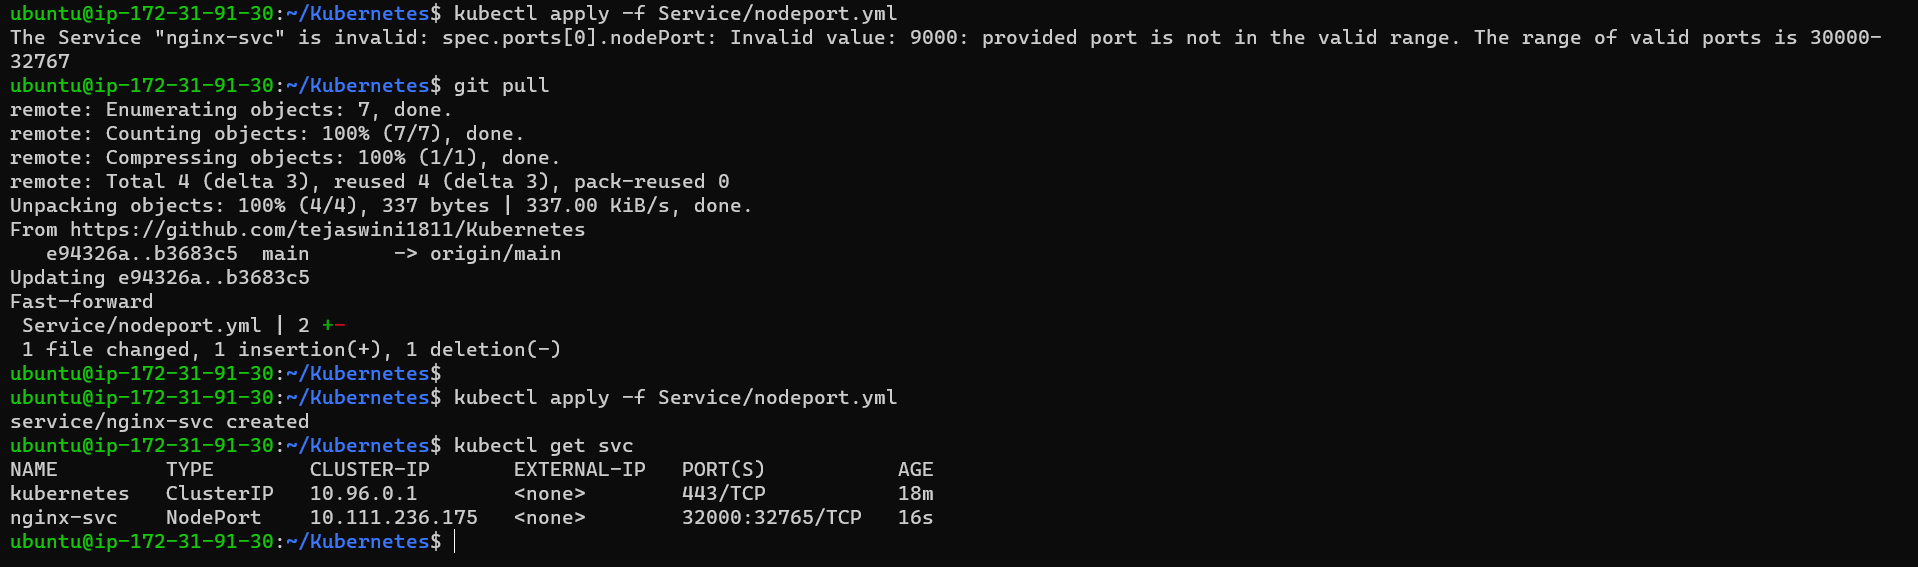 ubuntu@ip-172-31-91-30:~/Kubernetes$ kubectl apply -f Service/nodeport.yml
The Service "nginx-svc" is invalid: spec.ports[0].nodePort: Invalid value: 9000: provided port is not in the valid range. The range of valid ports is 30000-
32767
ubuntu@ip-172-31-91-30:~/Kubernetes$ git pull
remote: Enumerating objects: 7, done.
remote: Counting objects: 100% (7/7), done.
remote: Compressing objects: 100% (1/1), done.
remote: Total 4 (delta 3), reused 4 (delta 3), pack-reused 0
Unpacking objects: 100% (4/4), 337 bytes | 337.00 KiB/s, done.
From https://github.com/tejaswini1811/Kubernetes
   e94326a..b3683c5  main       -> origin/main
Updating e94326a..b3683c5
Fast-forward
 Service/nodeport.yml | 2 +-
 1 file changed, 1 insertion(+), 1 deletion(-)
ubuntu@ip-172-31-91-30:~/Kubernetes$
ubuntu@ip-172-31-91-30:~/Kubernetes$ kubectl apply -f Service/nodeport.yml
service/nginx-svc created
ubuntu@ip-172-31-91-30:~/Kubernetes$ kubectl get svc
NAME         TYPE        CLUSTER-IP       EXTERNAL-IP   PORT(S)           AGE
kubernetes   ClusterIP   10.96.0.1        <none>        443/TCP           18m
nginx-svc    NodePort    10.111.236.175   <none>        32000:32765/TCP   16s
ubuntu@ip-172-31-91-30:~/Kubernetes$